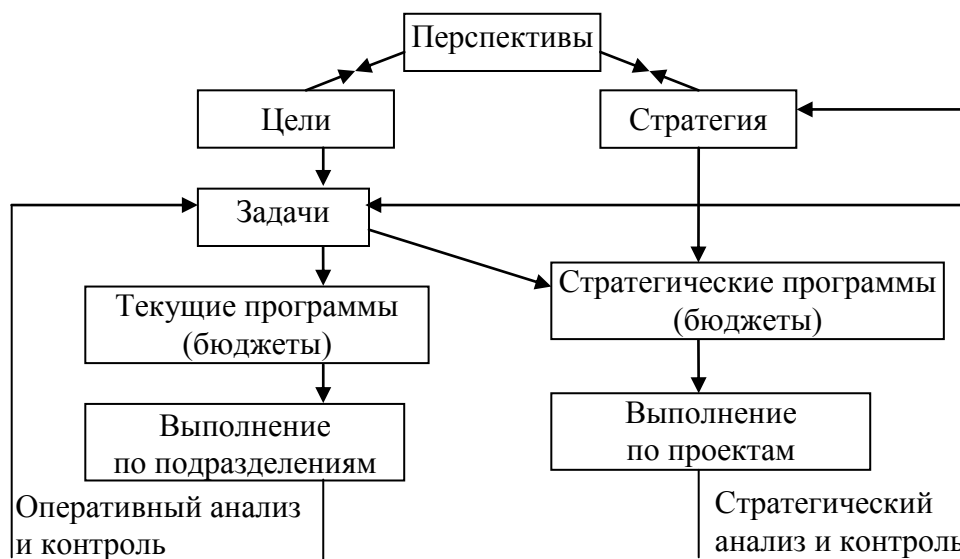 Перспективы
Цели
Стратегия
Задачи
Текущие программы
(бюджеты)
Стратегические программы
(бюджеты)
Выполнение
по подразделениям
Выполнение
по проектам
Оперативный анализ
и контроль
Стратегический
анализ и контроль